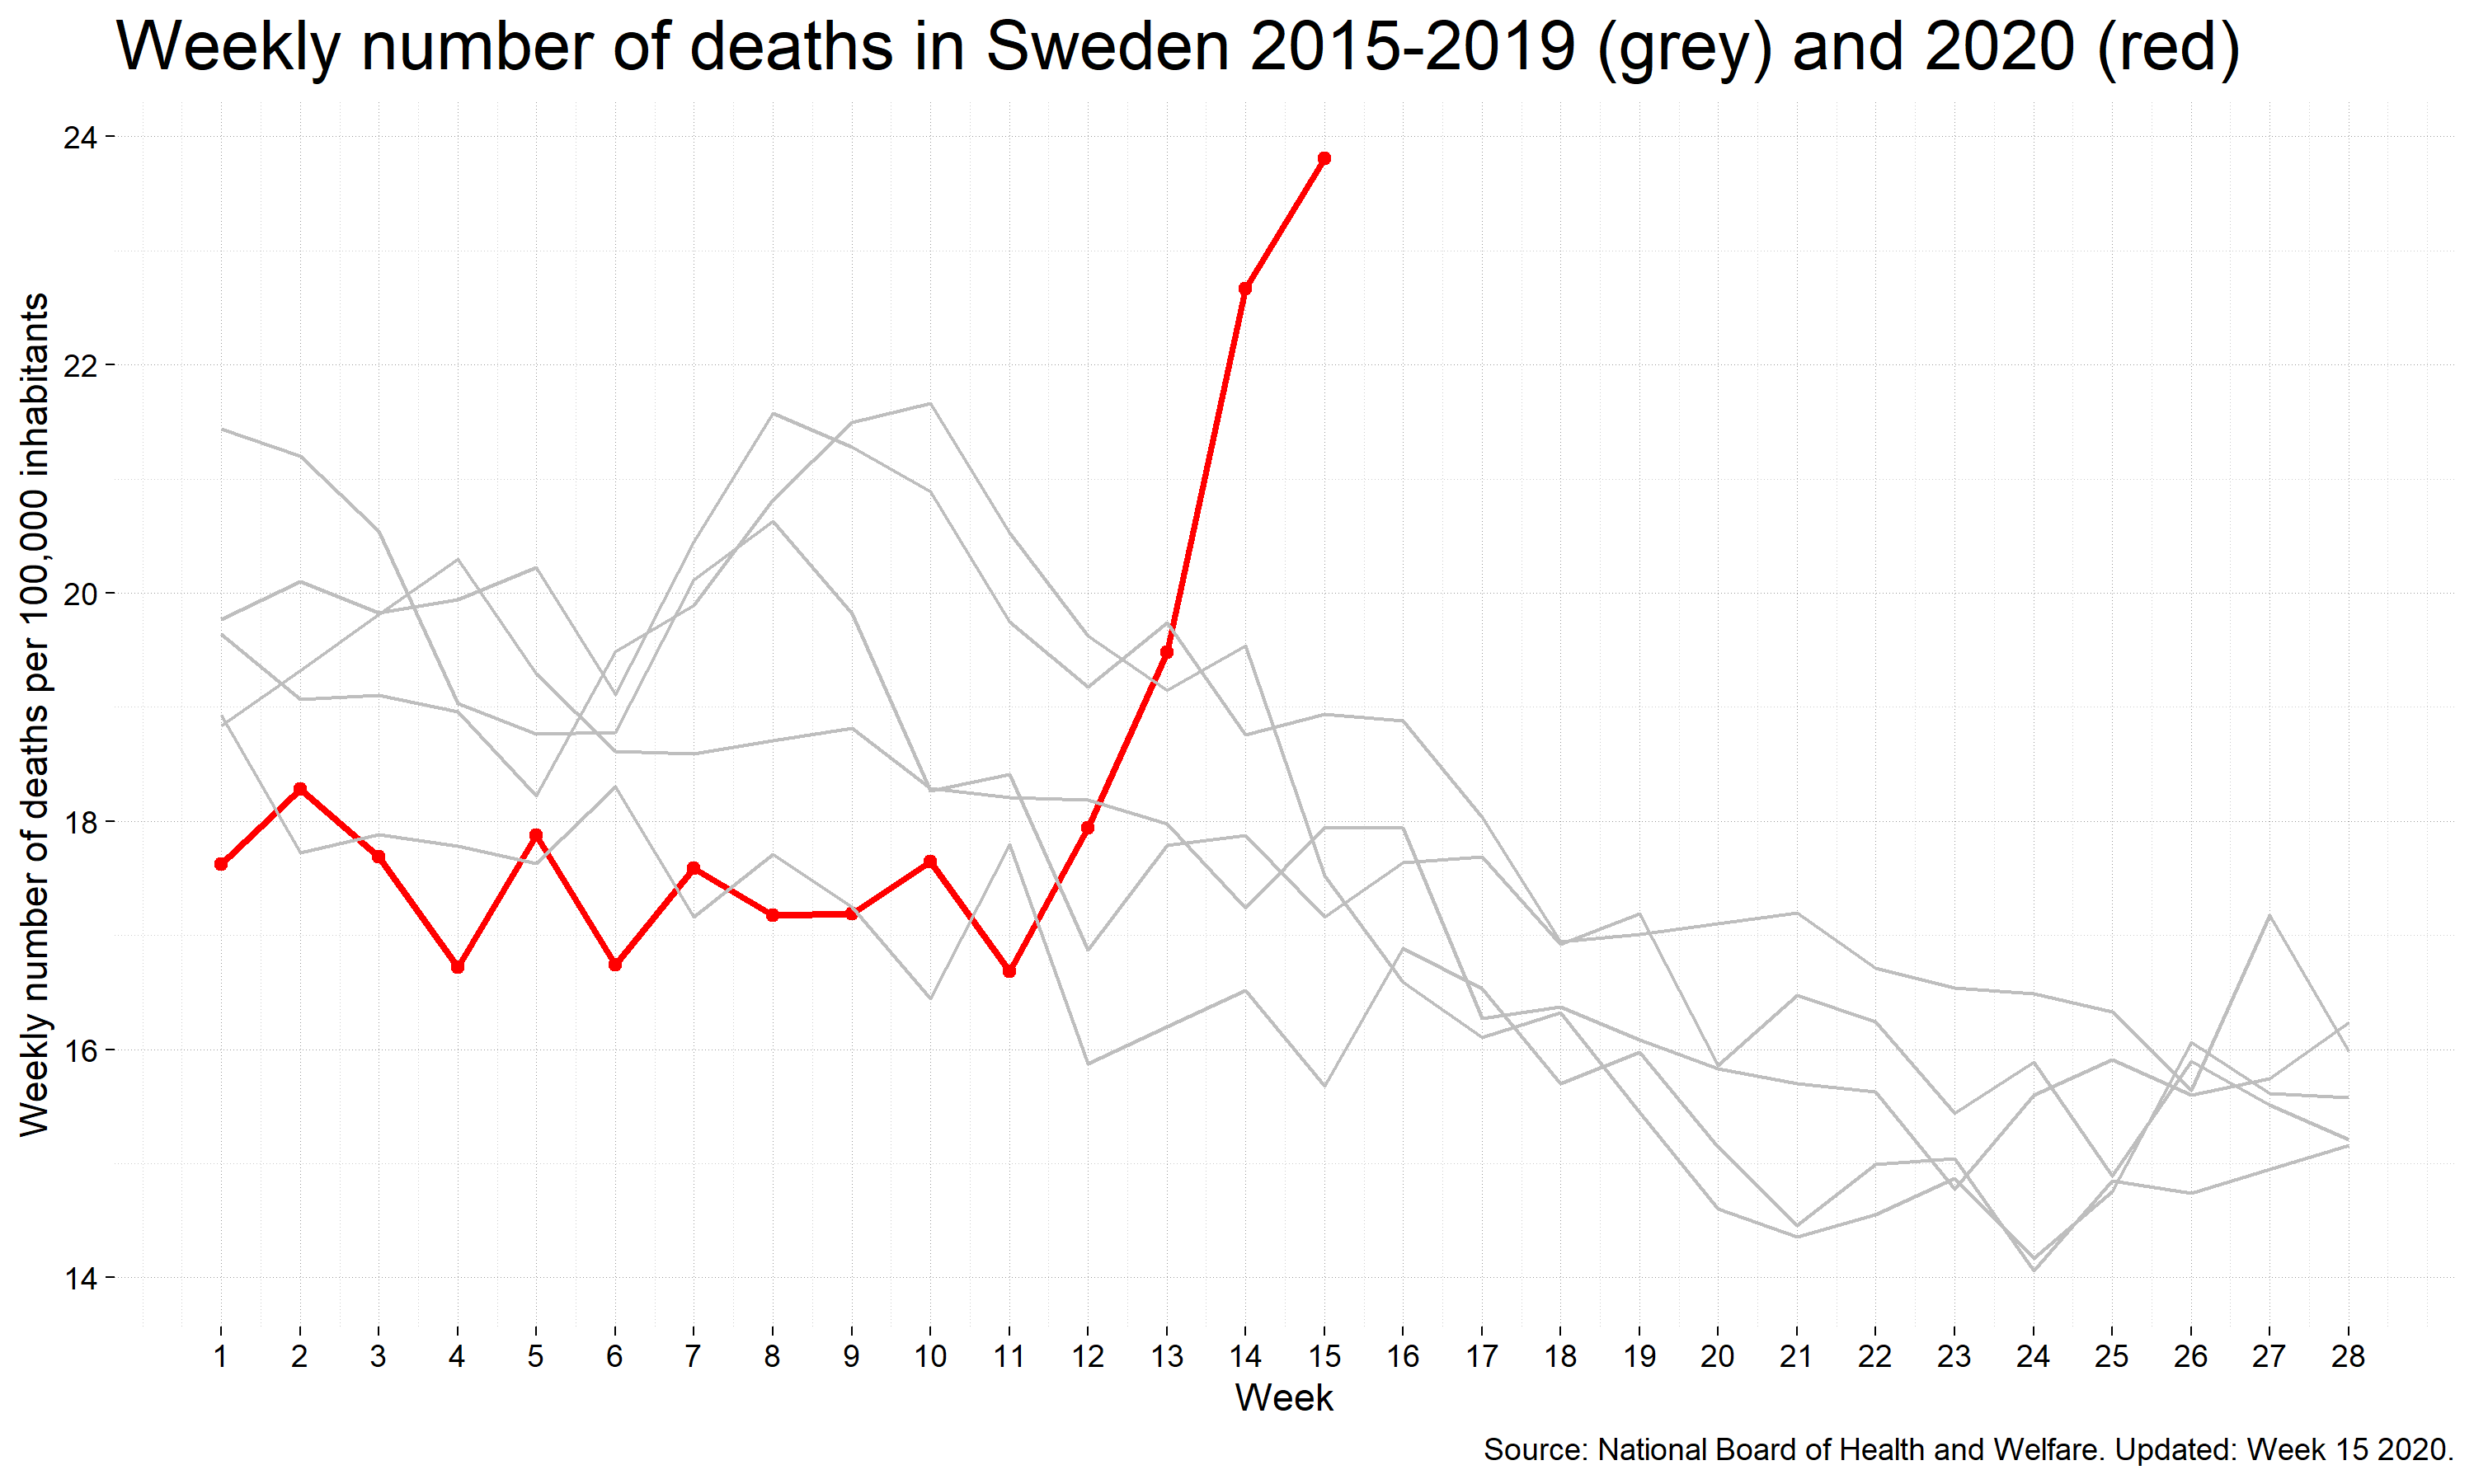 Weekly number of deaths in Sweden 2015-2019 (grey) and 2020 (red)
Weekly number of deaths per 100,000 inhabitants
24
22
20
18
16
14
1 2 3 4 5 6 7 8 9 10 11 12 13 14 15 16 17 18 19 20 21 22 23 24 25 26 27 28
Week
Source: National Board of Health and Welfare. Updated: Week 15 2020.